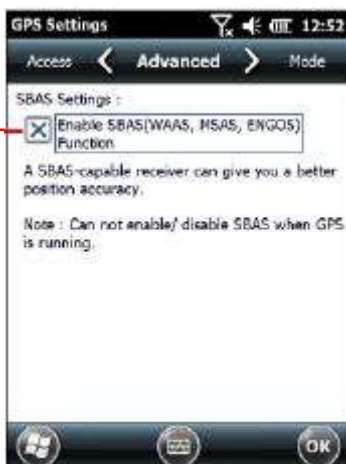 GPS Settings 12:52
Access Advanced Mode
SBAS Settings :
Enable SBAS(WAAS, MSAS, ENGOS)
Function
A SBAS-capable receiver can give you a better
position accuracy.
Note : Can not enable/ disable SBAS when GPS
is running.
OK